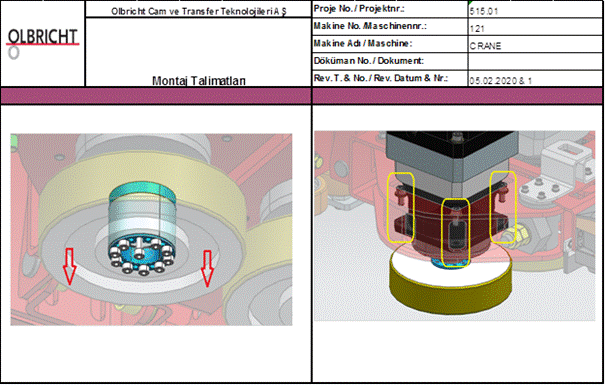 OLBRICHT
Olbricht Cam ve Transfer Teknolojileri A Ş
Montaj Talimatları
Proje No. / Projektnr.: 515.01
Makine No. /Maschinennr.: 121
Makine Adı / Maschine: CRANE
Döküman No. / Dokument:
Rev. T. & No. / Rev. Datum & Nr.: 05.02.2020 & 1